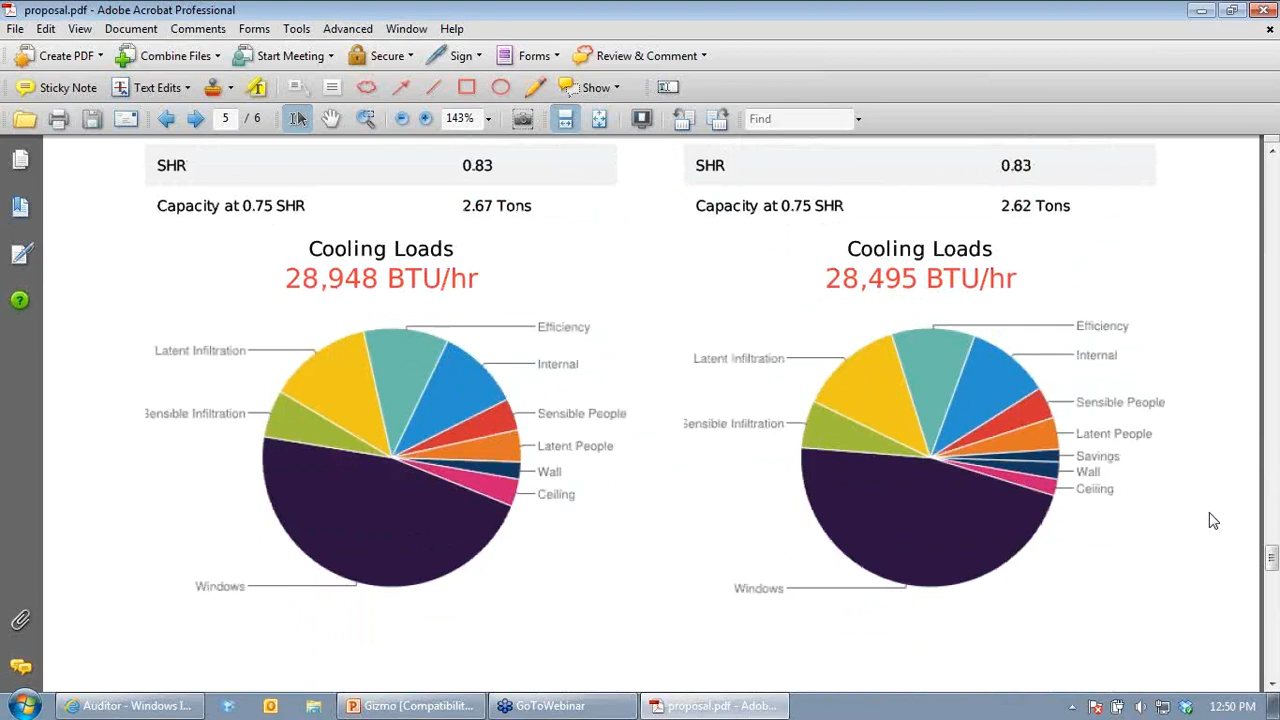 proposal.pdf - Adobe Acrobat Professional
File Edit View Document Comments Forms Tools Advanced Window Help
Create PDF Combine Files Start Meeting Secure Sign Forms Review & Comment
Sticky Note Text Edits Show
5 / 6 143% Find
SHR 0.83 SHR 0.83
Capacity at 0.75 SHR 2.67 Tons Capacity at 0.75 SHR 2.62 Tons
Cooling Loads
28,948 BTU/hr
Efficiency
Latent Infiltration
Internal
Sensible Infiltration
Sensible People
Latent People
Wall
Ceiling
Windows
Cooling Loads
28,495 BTU/hr
Efficiency
Latent Infiltration
Internal
Sensible People
Sensible Infiltration
Latent People
Savings
Wall
Ceiling
Windows
Auditor - Windows I... Gizmo [Compatibilit... GoToWebinar proposal.pdf - Adob... 12:50 PM